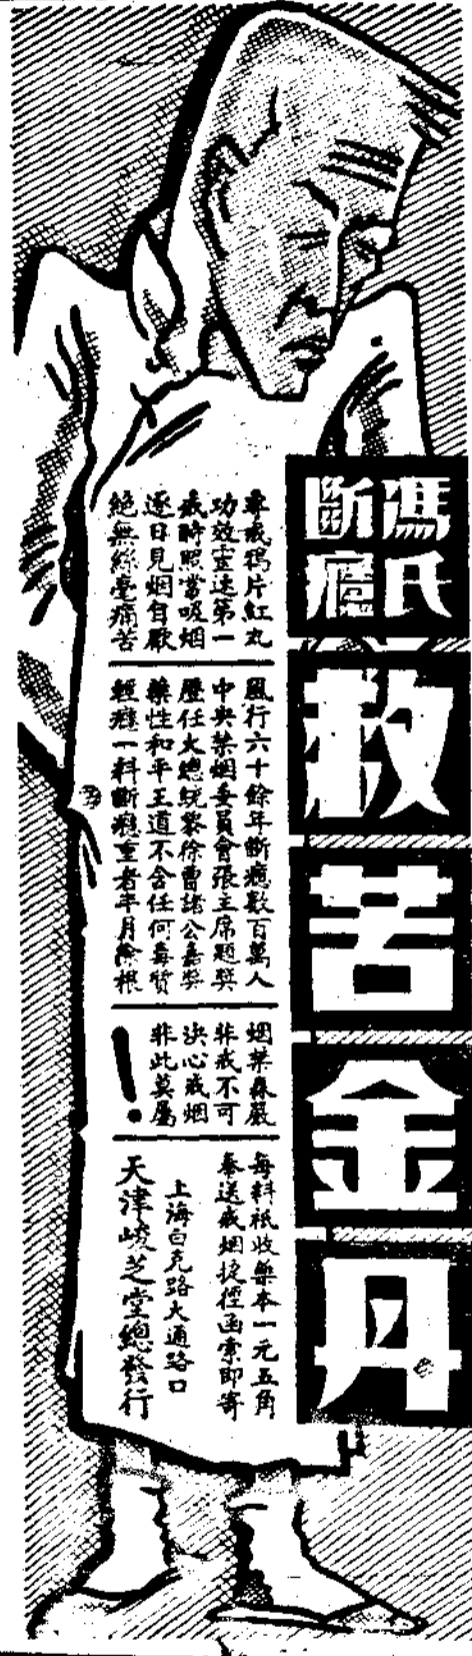 馮氏
斷癮
救苦金丹
專戒鴉片紅丸
功效靈速第一
戒時照常吸烟
逐日見烟自厭
絕無絲毫痛苦
風行六十餘年斷癮數百萬人
中央禁烟委員會張主席題獎
歷任大總統黎徐曹諸公嘉獎
藥性和平王道不含任何毒質
輕癮一料斷癮重者半月除根
烟禁森嚴
非戒不可
決心戒烟
非此莫屬
！
每料祇收藥本一元五角
奉送戒烟捷徑函索即寄
上海白克路大通路口
天津峻芝堂總發行